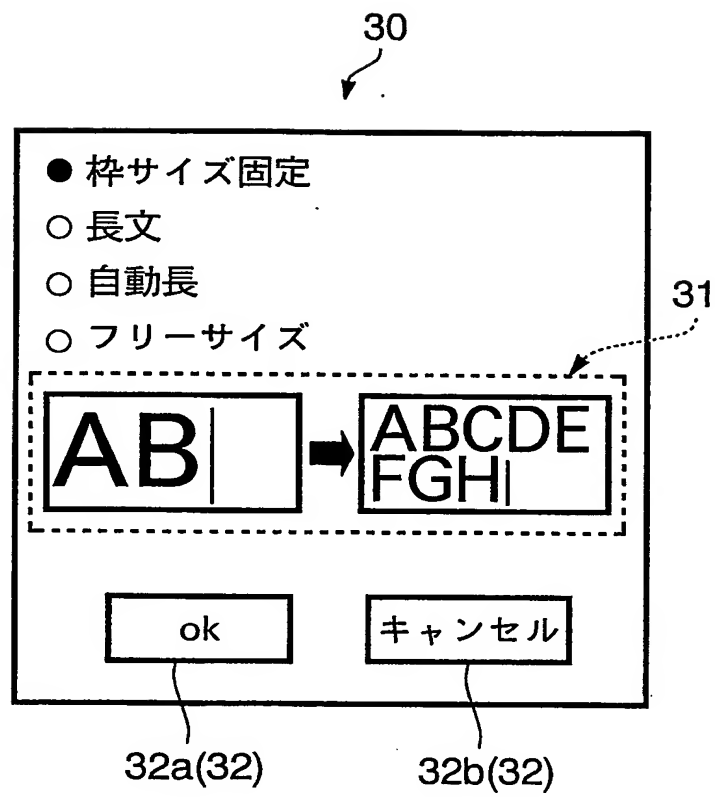 30
● 枠サイズ固定
○ 長文
○ 自動長
○ フリーサイズ
31
AB
ABCDE
FGH
ok
キャンセル
32a(32)
32b(32)